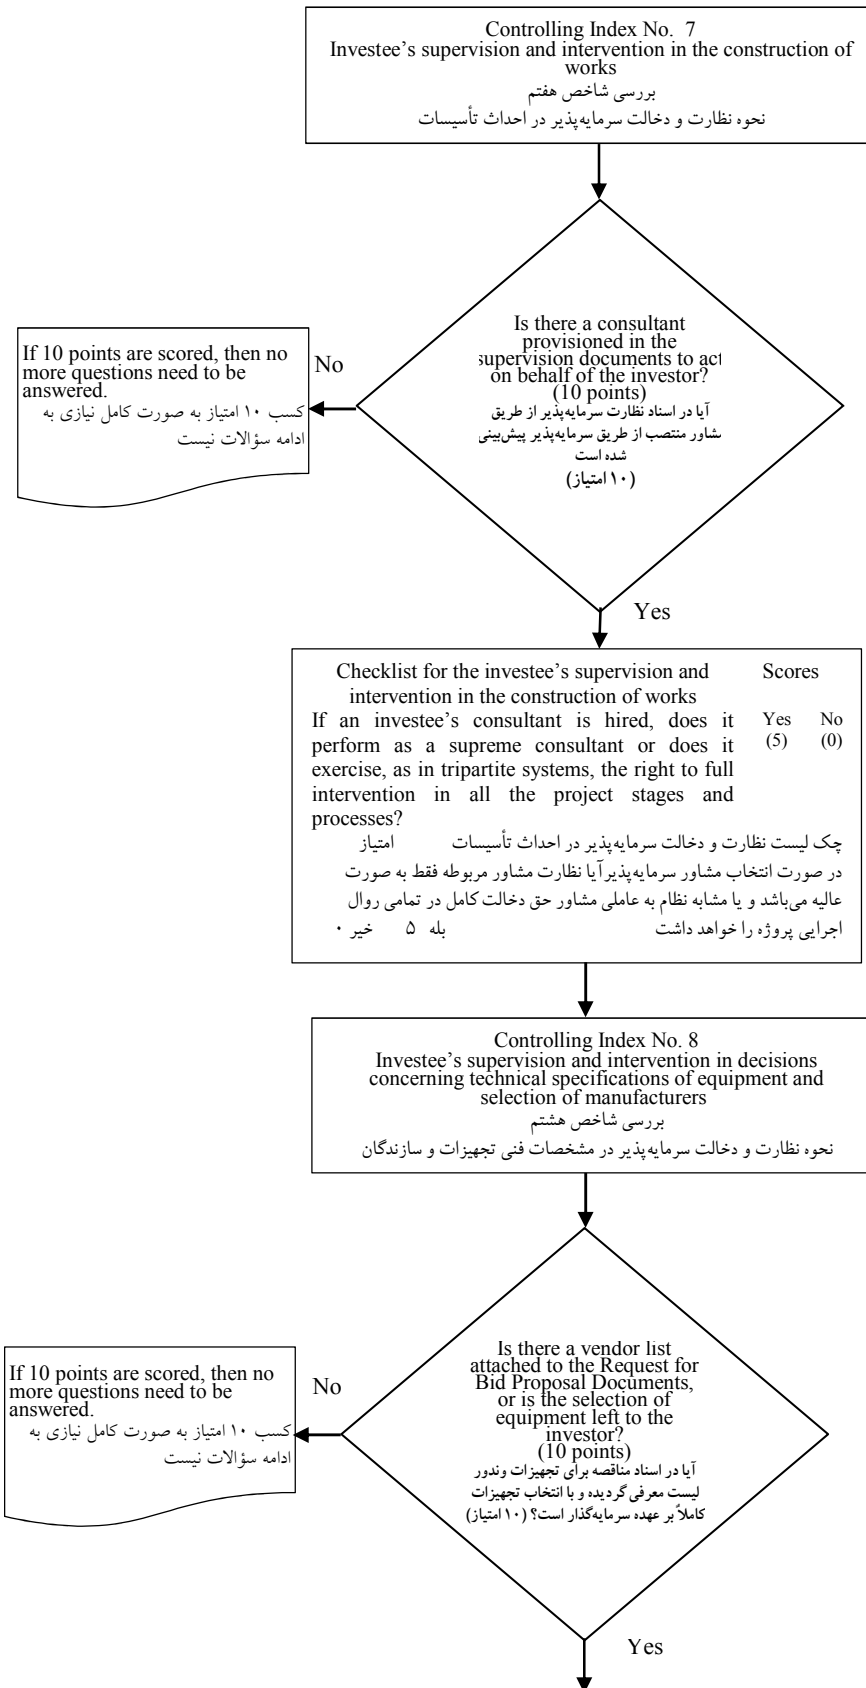 Controlling Index No. 7
Investee's supervision and intervention in the construction of
works
بررسی شاخص هفتم
نحوه نظارت و دخالت سرمایه‌پذیر در احداث تأسیسات
Is there a consultant
provisioned in the
supervision documents to act
on behalf of the investor?
(10 points)
آیا در اسناد نظارت سرمایه‌پذیر از طریق
مشاور منتصب از طریق سرمایه‌پذیر پیش‌بینی
شده است
(۱۰ امتیاز)
No
If 10 points are scored, then no
more questions need to be
answered.
کسب ۱۰ امتیاز به صورت کامل نیازی به
ادامه سؤالات نیست
Yes
Checklist for the investee's supervision and Scores
intervention in the construction of works
If an investee's consultant is hired, does it Yes No
perform as a supreme consultant or does it (5) (0)
exercise, as in tripartite systems, the right to full
intervention in all the project stages and
processes?
چک لیست نظارت و دخالت سرمایه‌پذیر در احداث تأسیسات امتیاز
در صورت انتخاب مشاور سرمایه‌پذیر آیا نظارت مشاور مربوطه فقط به صورت
عالیه می‌باشد و یا مشابه نظام به عاملی مشاور حق دخالت کامل در تمامی روال
اجرایی پروژه را خواهد داشت بله ۵ خیر ۰
Controlling Index No. 8
Investee's supervision and intervention in decisions
concerning technical specifications of equipment and
selection of manufacturers
بررسی شاخص هشتم
نحوه نظارت و دخالت سرمایه‌پذیر در مشخصات فنی تجهیزات و سازندگان
Is there a vendor list
attached to the Request for
Bid Proposal Documents,
or is the selection of
equipment left to the
investor?
(10 points)
آیا در اسناد مناقصه برای تجهیزات وندور
لیست معرفی گردیده و با انتخاب تجهیزات
کاملاً بر عهده سرمایه‌گذار است؟ (۱۰ امتیاز)
No
If 10 points are scored, then no
more questions need to be
answered.
کسب ۱۰ امتیاز به صورت کامل نیازی به
ادامه سؤالات نیست
Yes